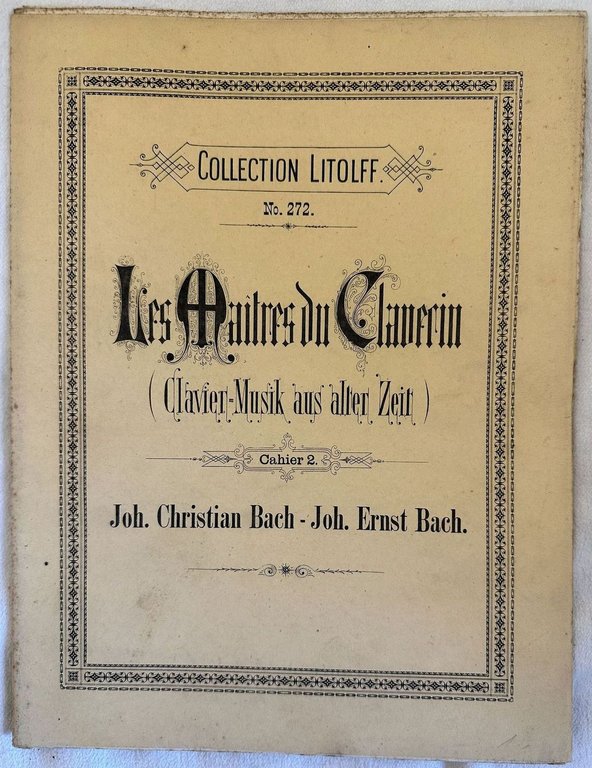 COLLECTION LITOLFF.
No. 272.
Les Maîtres du Clavecin
(Clavier-Musik aus alter Zeit)
Cahier 2.
Joh. Christian Bach - Joh. Ernst Bach.